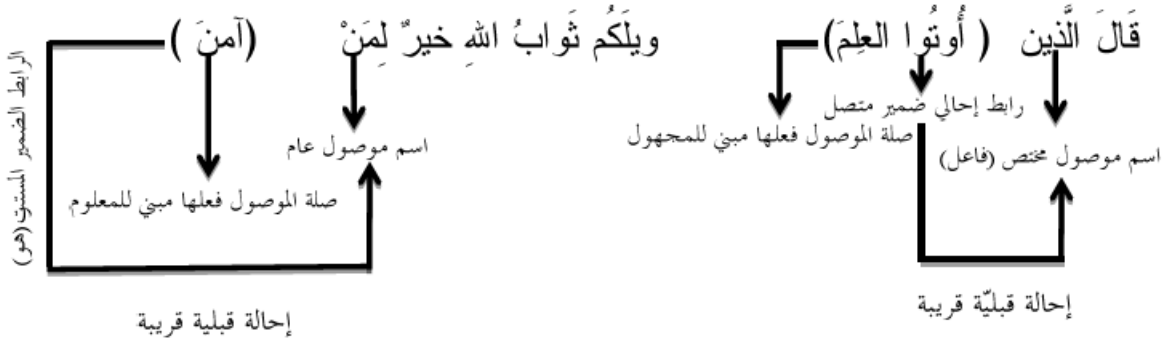 قَالَ الَّذِين ( أُوتُوا العِلمَ) ويلَكُم ثَوابُ اللهِ خيرٌ لِمَنْ (آمنَ )
رابط إحالي ضمير متصل
صلة الموصول فعلها مبني للمجهول
اسم موصول مختص (فاعل)
اسم موصول عام
صلة الموصول فعلها مبني للمعلوم
الرابط الضمير المستتر (هو)
إحالة قبليّة قريبة
إحالة قبلية قريبة